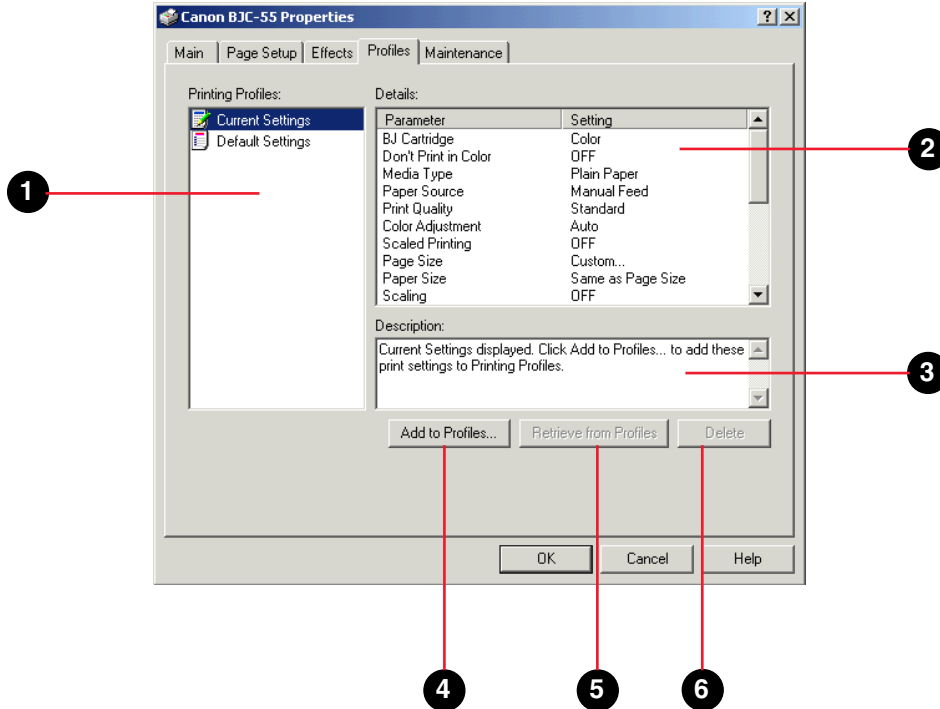 Canon BJC-55 Properties
Main Page Setup Effects Profiles Maintenance
Printing Profiles:
Current Settings
Default Settings
Details:
Parameter Setting
BJ Cartridge Color
Don't Print in Color OFF
Media Type Plain Paper
Paper Source Manual Feed
Print Quality Standard
Color Adjustment Auto
Scaled Printing OFF
Page Size Custom...
Paper Size Same as Page Size
Scaling OFF
Description:
Current Settings displayed. Click Add to Profiles... to add these
print settings to Printing Profiles.
Add to Profiles... Retrieve from Profiles Delete
OK Cancel Help
1
2
3
4 5 6